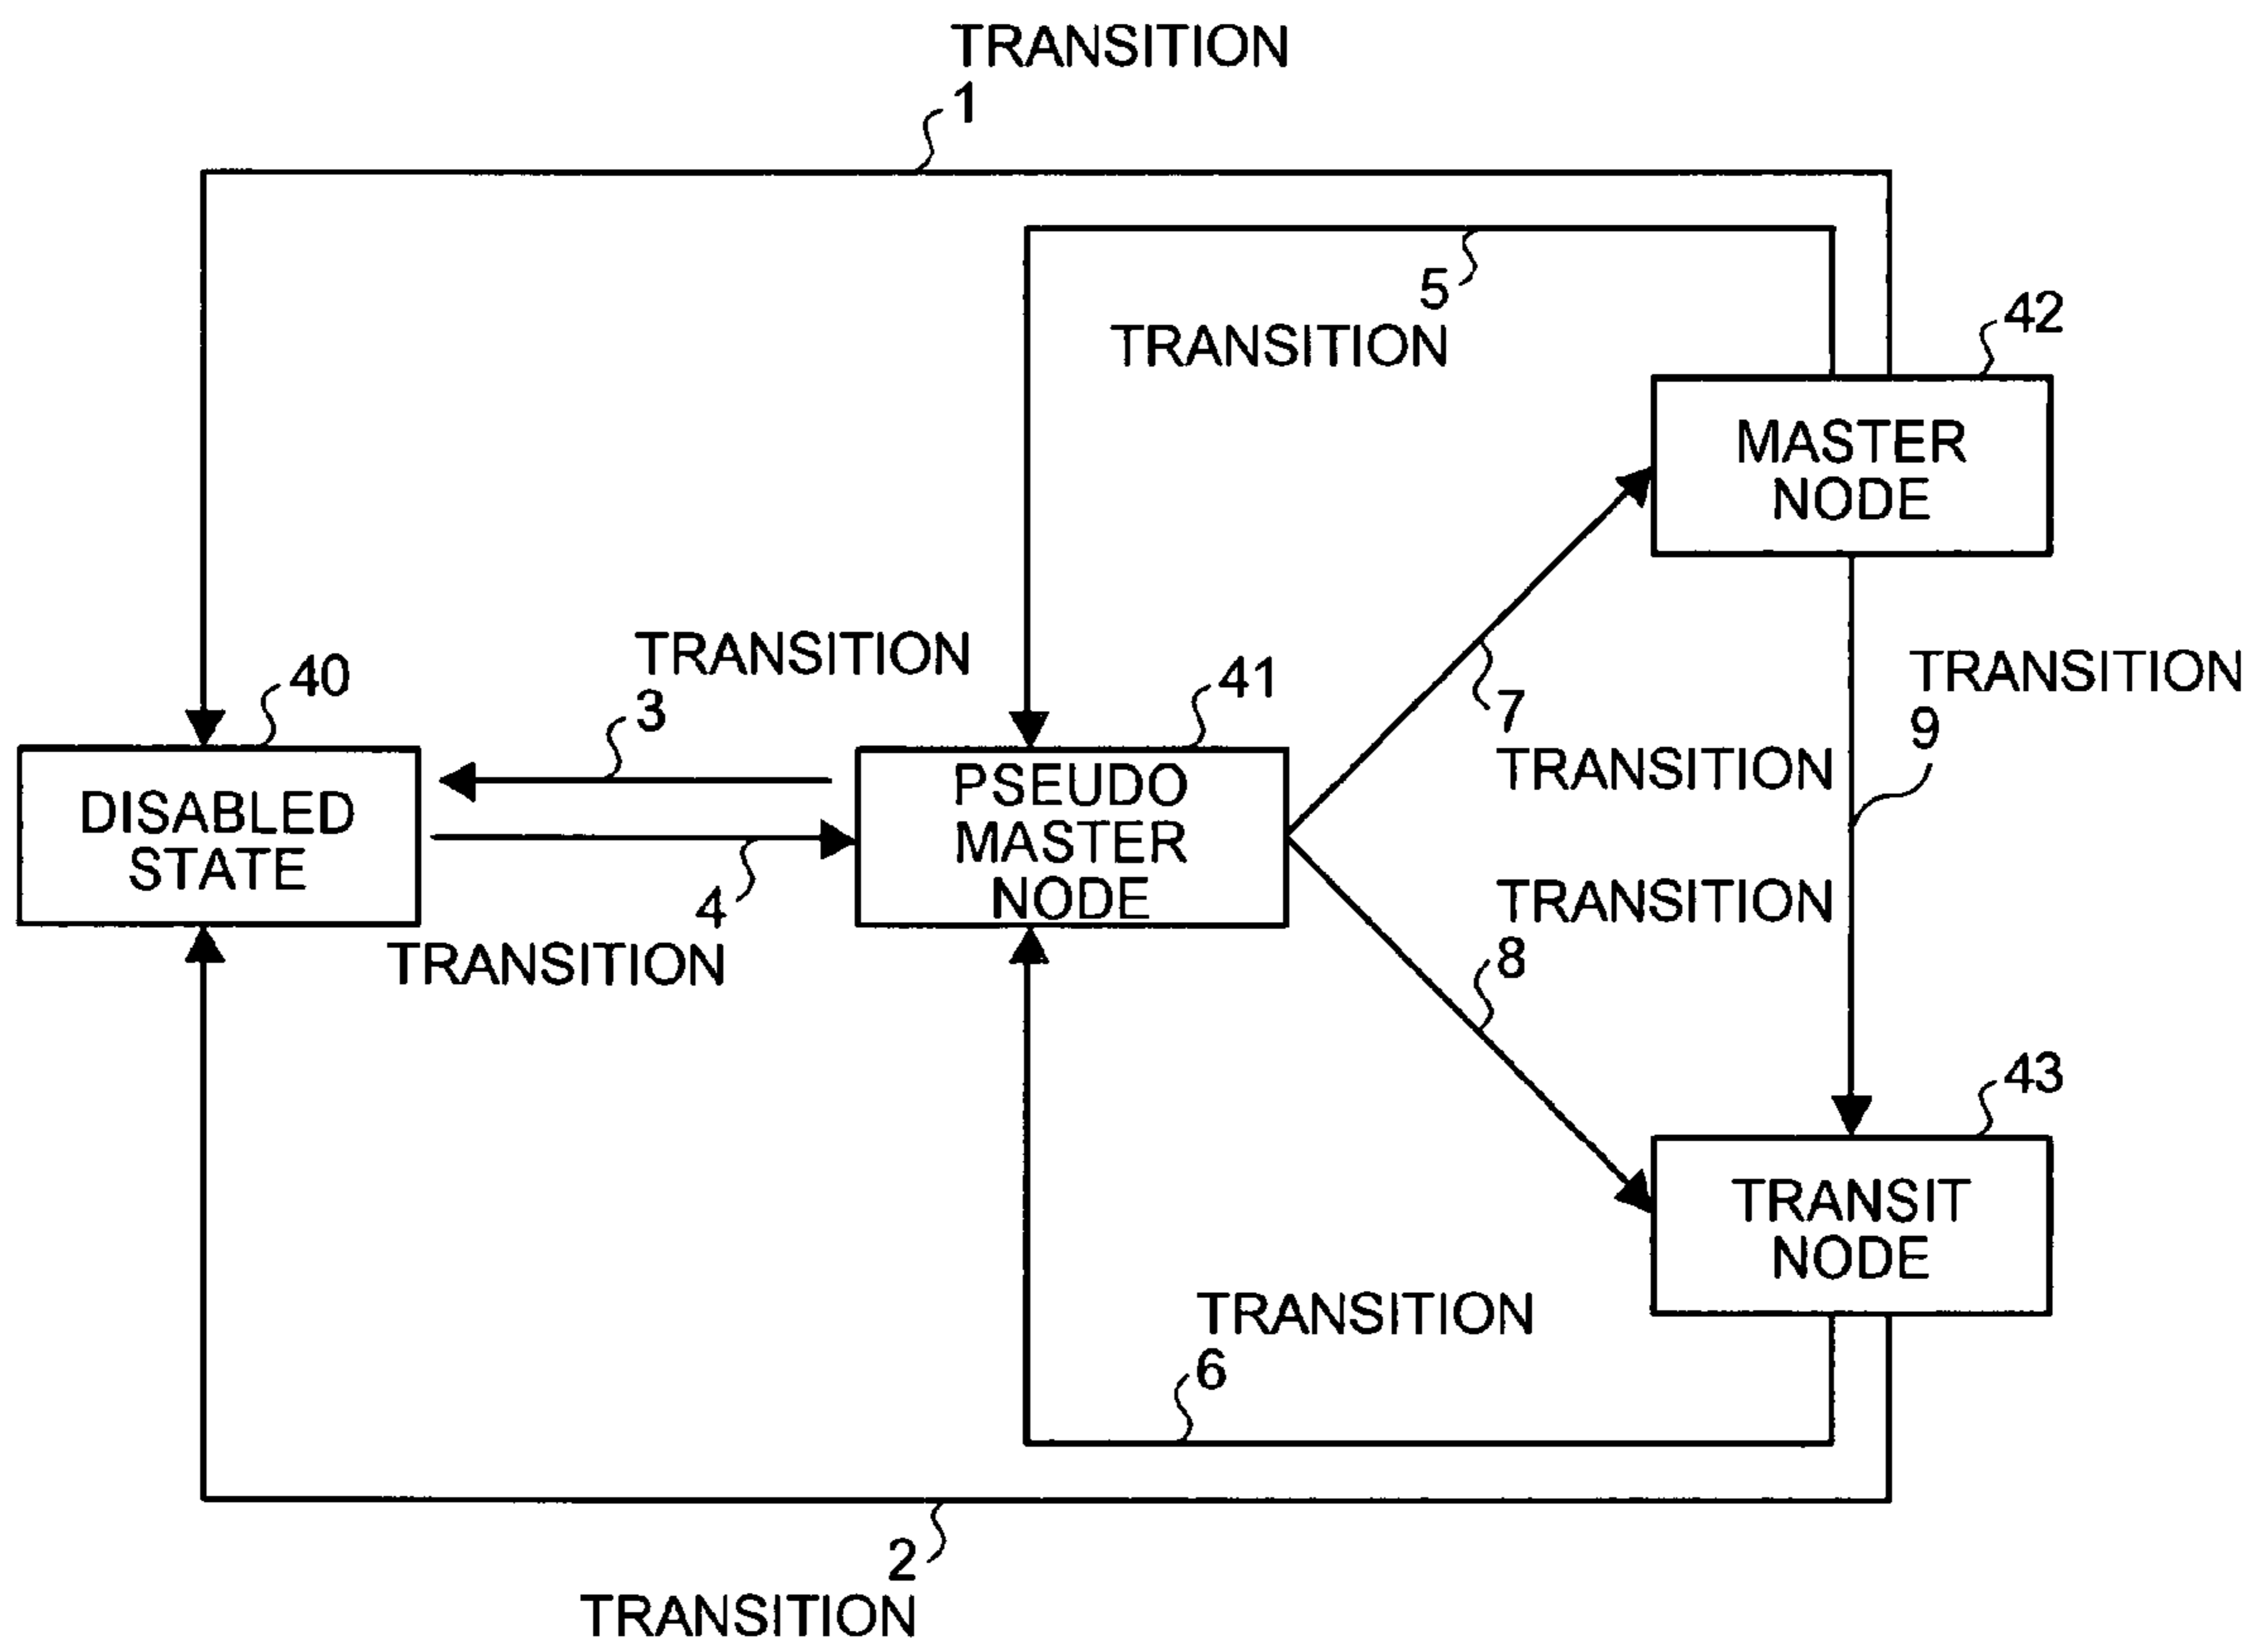 TRANSITION
1
5
TRANSITION
42
MASTER
NODE
TRANSITION
3
40
41
7
TRANSITION
TRANSITION
9
DISABLED
STATE
PSEUDO
MASTER
NODE
4
TRANSITION
TRANSITION
8
43
TRANSIT
NODE
TRANSITION
6
2
TRANSITION